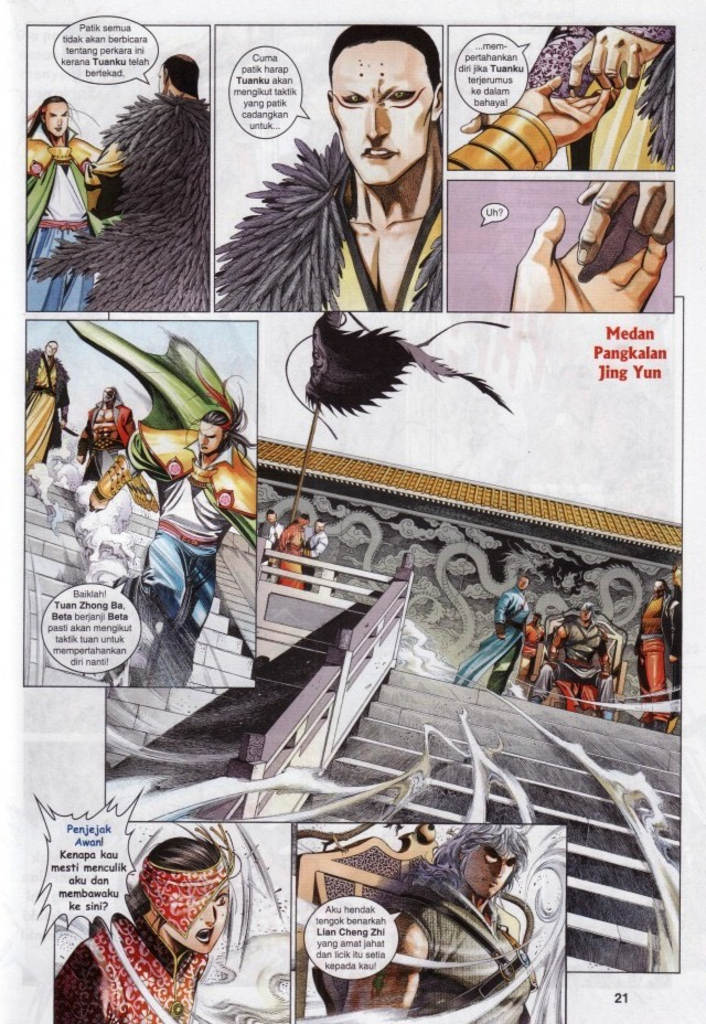 Patik semua
tidak akan berbicara
tentang perkara ini
kerana Tuanku telah
bertekad.
Cuma
patik harap
Tuanku akan
mengikut taktik
yang patik
cadangkan
untuk...
...mem-
pertahankan
diri jika Tuanku
terjerumus
ke dalam
bahaya!
Uh?
Baiklah!
Tuan Zhong Ba,
Beta berjanji Beta
pasti akan mengikut
taktik tuan untuk
mempertahankan
diri nanti!
Medan
Pangkalan
Jing Yun
Penjejak
Awan!
Kenapa kau
mesti menculik
aku dan
membawaku
ke sini?
Aku hendak
tengok benarkah
Lian Cheng Zhi
yang amat jahat
dan licik itu setia
kepada kau!
21